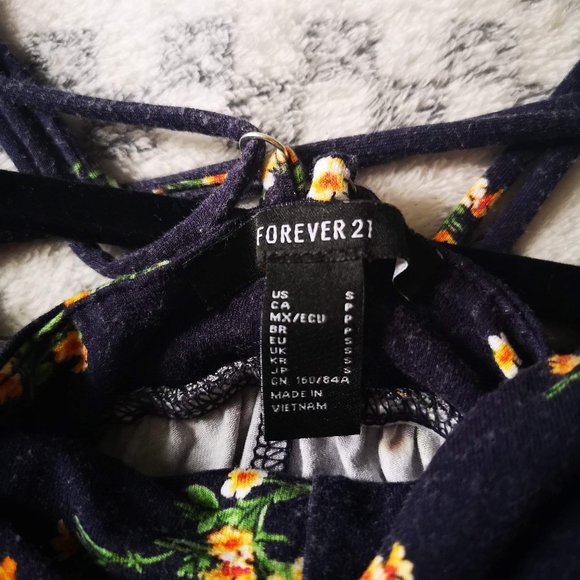 FOREVER 21
US S
CA P
MX/ECU P
BR P
EU S
UK S
KR S
JP S
CN 160/84A
MADE IN
VIETNAM